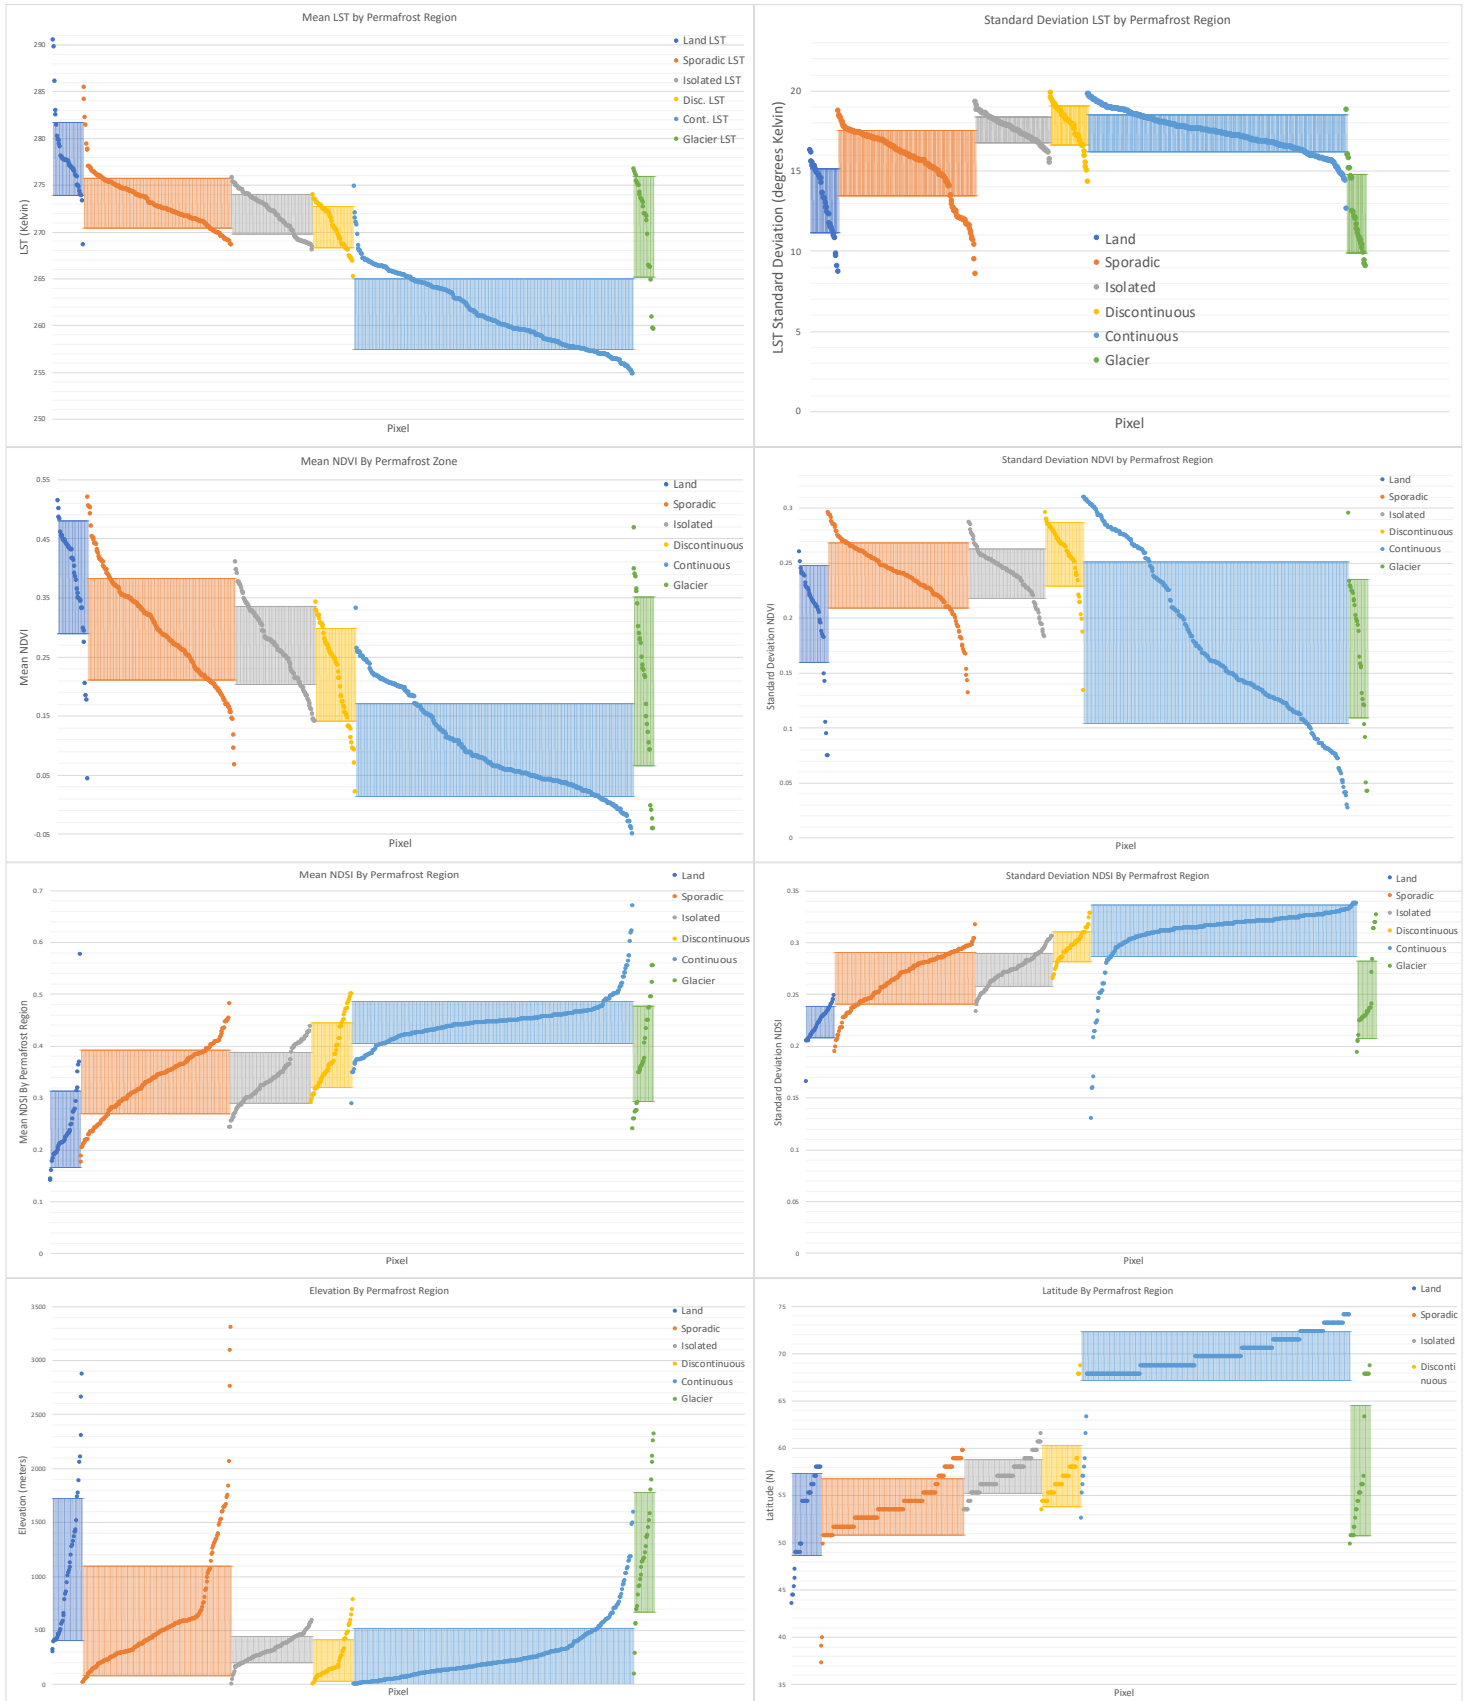 Mean LST by Permafrost Region
290
285
280
275
270
265
260
255
250
LST (Kelvin)
Pixel
Land LST
Sporadic LST
Isolated LST
Disc. LST
Cont. LST
Glacier LST
Standard Deviation LST by Permafrost Region
20
15
10
5
0
LST Standard Deviation (degrees Kelvin)
Pixel
Land
Sporadic
Isolated
Discontinuous
Continuous
Glacier
Mean NDVI By Permafrost Zone
0.55
0.45
0.35
0.25
0.15
0.05
-0.05
Mean NDVI
Pixel
Land
Sporadic
Isolated
Discontinuous
Continuous
Glacier
Standard Deviation NDVI by Permafrost Region
0.3
0.25
0.2
0.15
0.1
0.05
0
Standard Deviation NDVI
Pixel
Land
Sporadic
Isolated
Discontinuous
Continuous
Glacier
Mean NDSI By Permafrost Region
0.7
0.6
0.5
0.4
0.3
0.2
0.1
0
Mean NDSI By Permafrost Region
Pixel
Land
Sporadic
Isolated
Discontinuous
Continuous
Glacier
Standard Deviation NDSI By Permafrost Region
0.35
0.3
0.25
0.2
0.15
0.1
0.05
0
Standard Deviation NDSI
Pixel
Land
Sporadic
Isolated
Discontinuous
Continuous
Glacier
Elevation By Permafrost Region
3500
3000
2500
2000
1500
1000
500
0
Elevation (meters)
Pixel
Land
Sporadic
Isolated
Discontinuous
Continuous
Glacier
Latitude By Permafrost Region
75
70
65
60
55
50
45
40
35
Latitude (N)
Pixel
Land
Sporadic
Isolated
Disconti
nuous